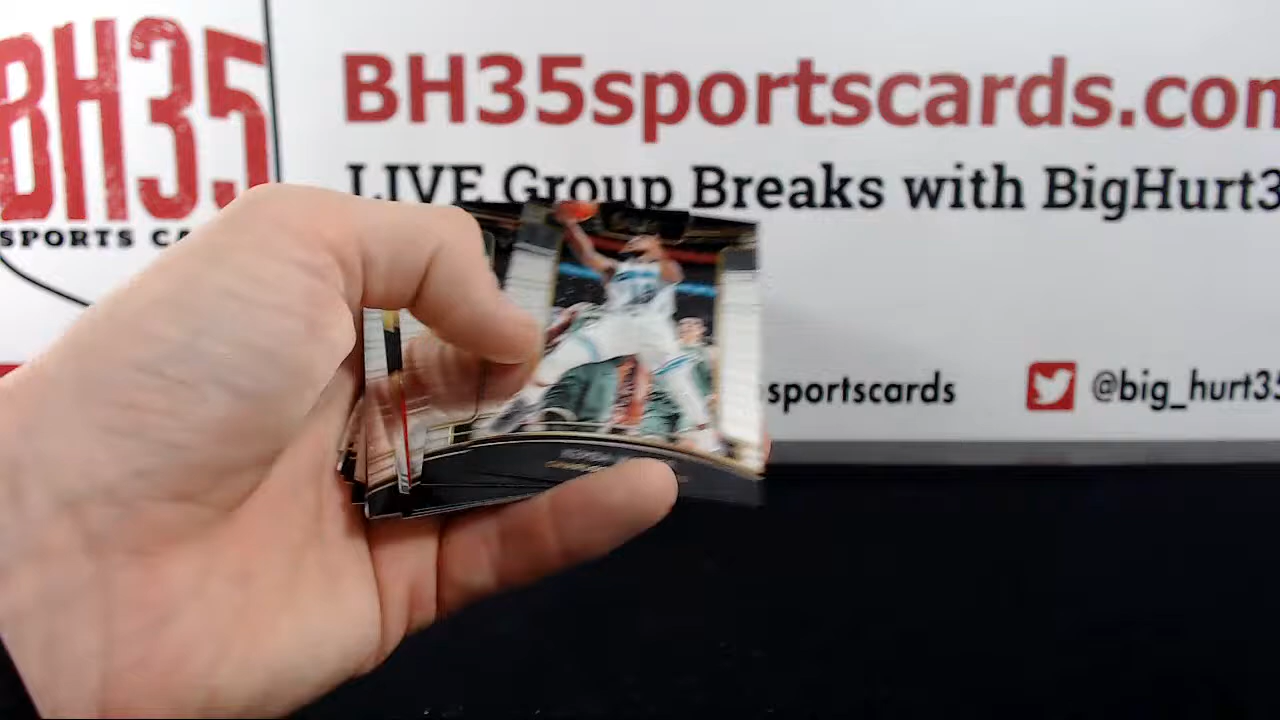 BH35
SPORTS CA
BH35sportscards.com
LIVE Group Breaks with BigHurt3
sportscards
@big_hurt35